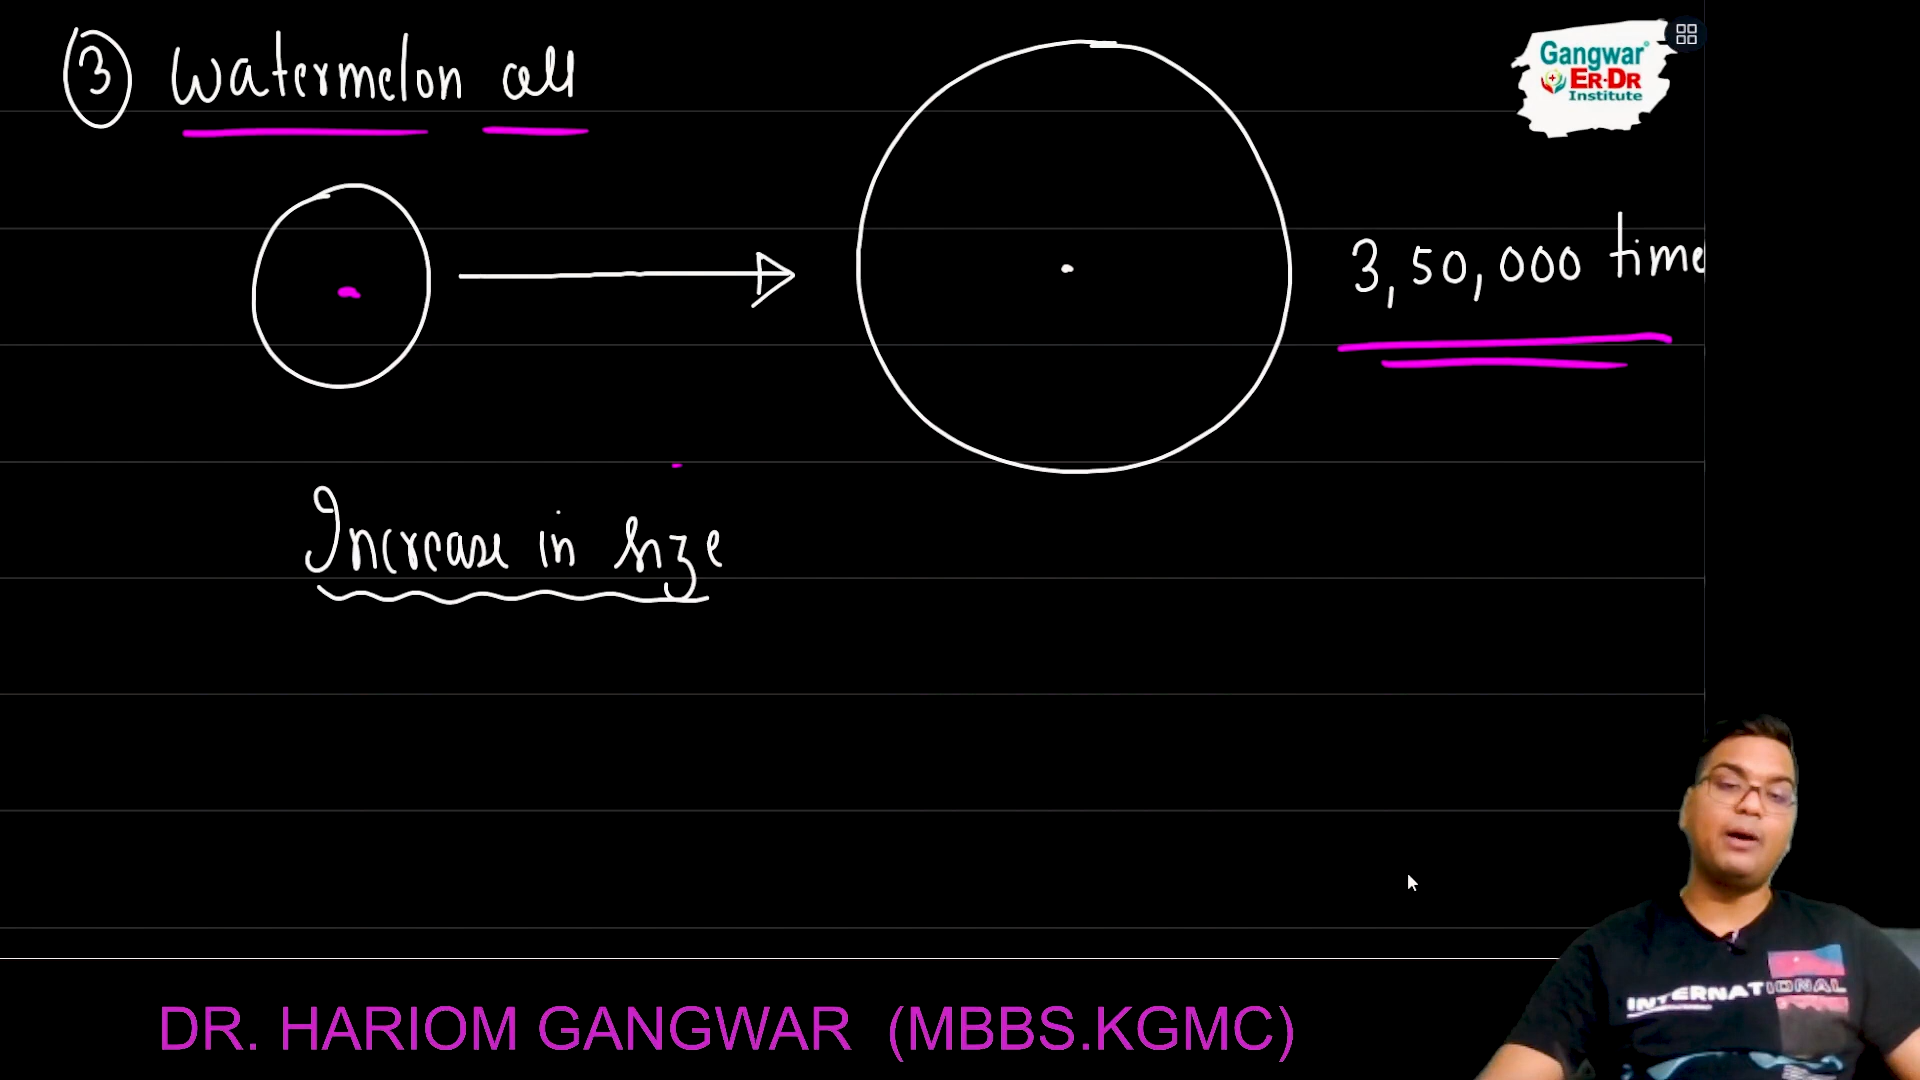 3 Watermelon cell
Gangwar
ER-DR
Institute
3,50,000 time
Increase in size
INTERNATIONAL
DR. HARIOM GANGWAR (MBBS.KGMC)